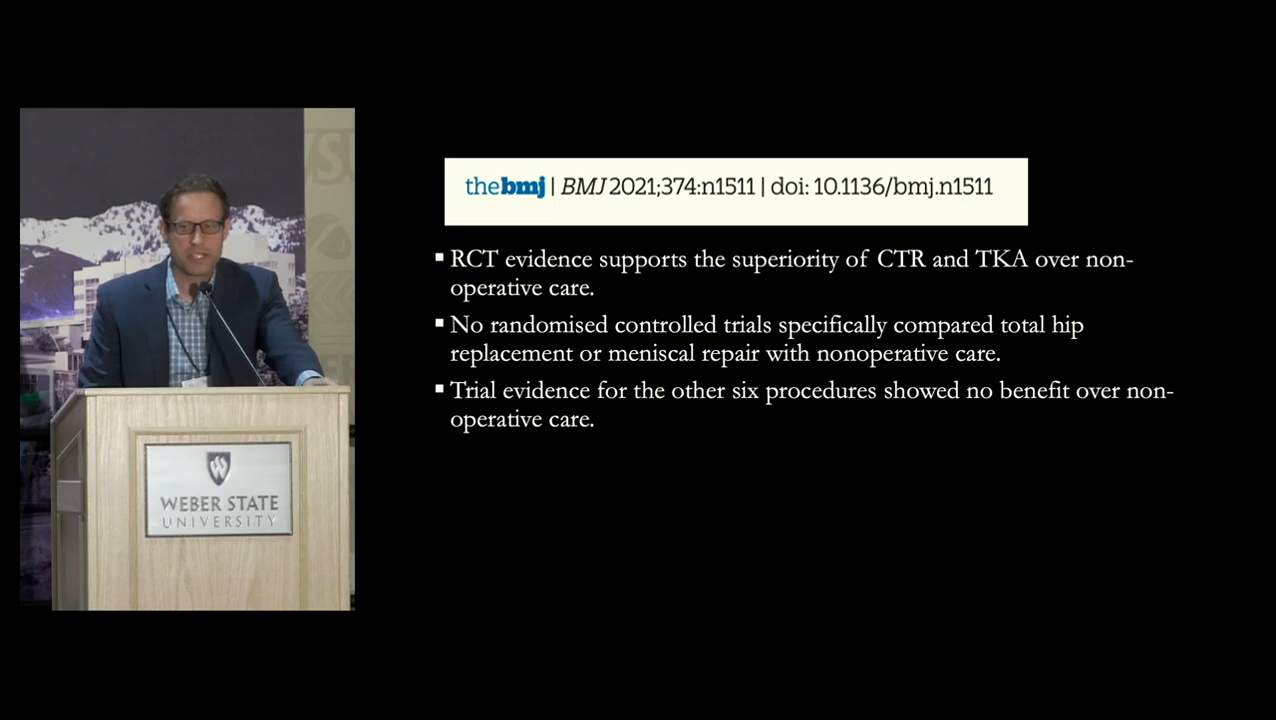 thebmj | BMJ 2021;374:n1511 | doi: 10.1136/bmj.n1511
▪ RCT evidence supports the superiority of CTR and TKA over non-
operative care.
▪ No randomised controlled trials specifically compared total hip
replacement or meniscal repair with nonoperative care.
▪ Trial evidence for the other six procedures showed no benefit over non-
operative care.
WEBER STATE
UNIVERSITY